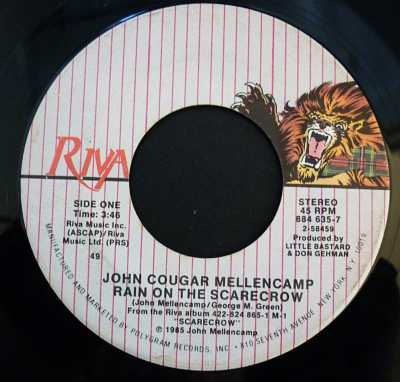 RIVA
SIDE ONE
Time: 3:46
Riva Music Inc.
(ASCAP)/Riva
Music Ltd. (PRS)
49
STEREO
45 RPM
884 635-7
2-58459
Produced by
LITTLE BASTARD
& DON GEHMAN
JOHN COUGAR MELLENCAMP
RAIN ON THE SCARECROW
(John Mellencamp/George M. Green)
From the Riva album 422-824 865-1 M-1
"SCARECROW"
℗ 1985 John Mellencamp
MANUFACTURED AND MARKETED BY POLYGRAM RECORDS, INC. • 810 SEVENTH AVENUE, NEW YORK, N.Y. 10019